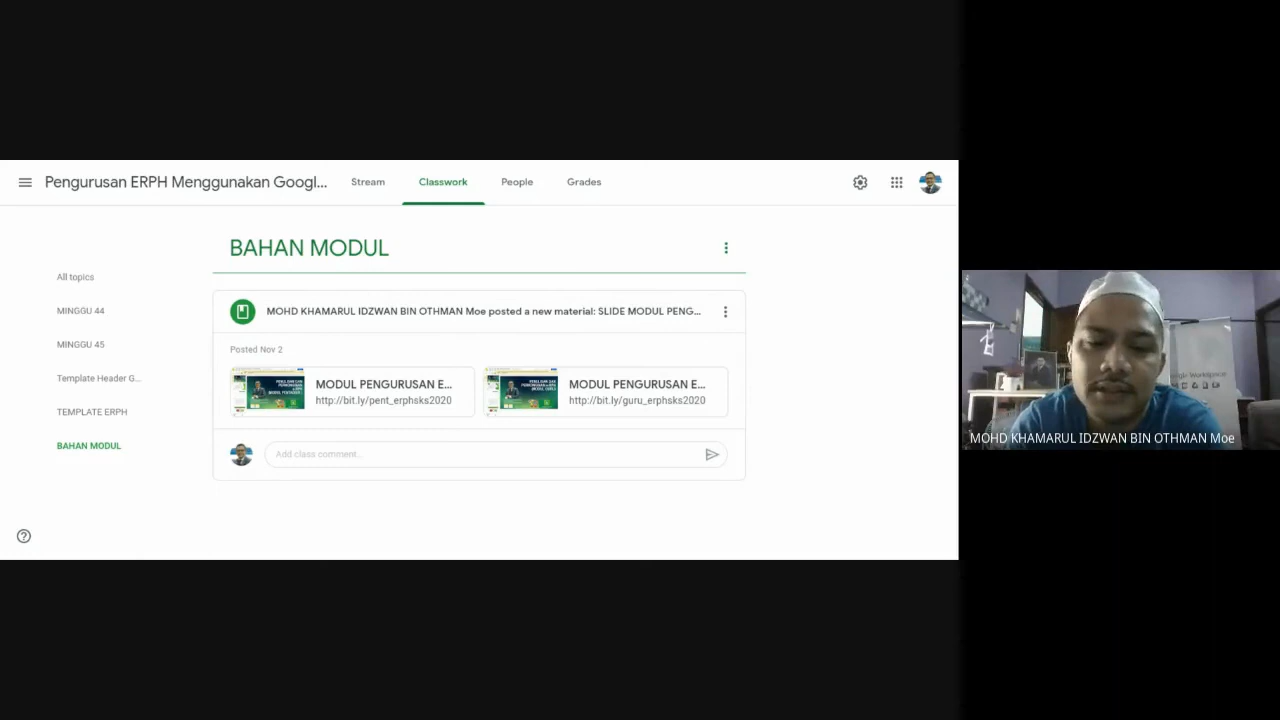 Pengurusan ERPH Menggunakan Googl...
Stream
Classwork
People
Grades
BAHAN MODUL
All topics
MINGGU 44
MINGGU 45
Template Header G...
TEMPLATE ERPH
BAHAN MODUL
MOHD KHAMARUL IDZWAN BIN OTHMAN Moe posted a new material: SLIDE MODUL PENG...
Posted Nov 2
MODUL PENGURUSAN E...
http://bit.ly/pent_erphsks2020
MODUL PENGURUSAN E...
http://bit.ly/guru_erphsks2020
Add class comment...
Workspace
MOHD KHAMARUL IDZWAN BIN OTHMAN Moe